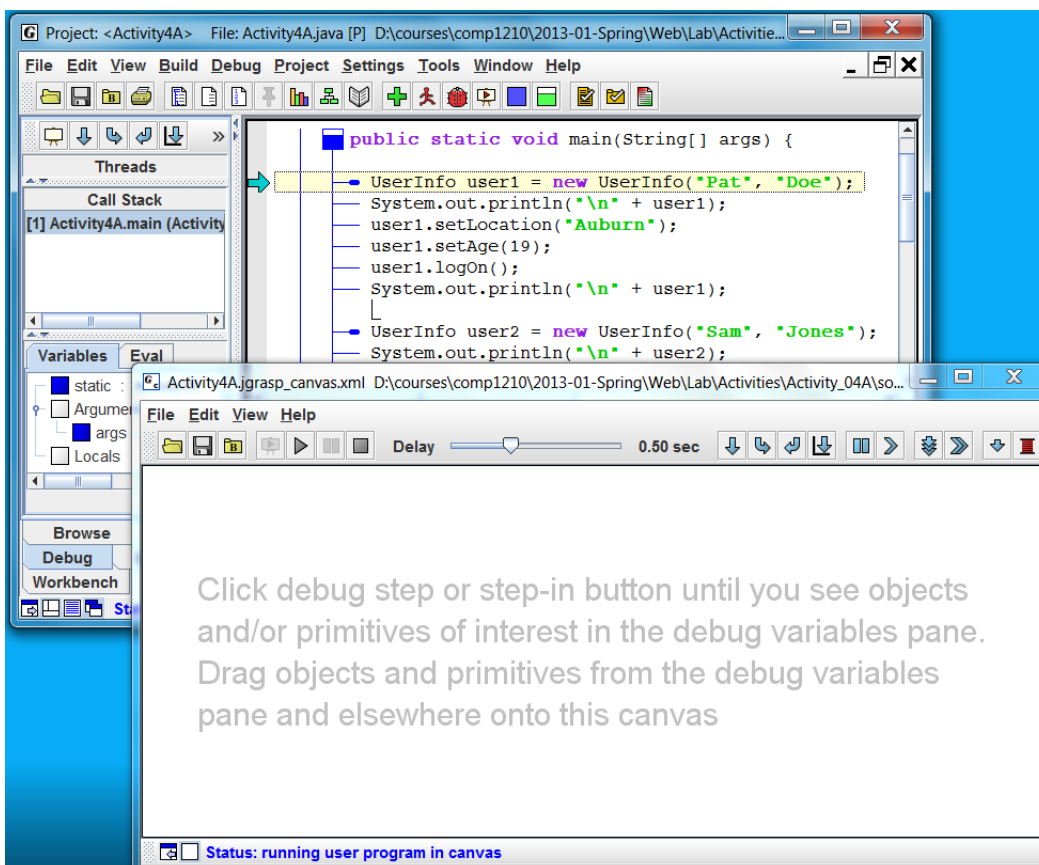 Project: <Activity4A>   File: Activity4A.java [P]  D:\courses\comp1210\2013-01-Spring\Web\Lab\Activitie...
File Edit View Build Debug Project Settings Tools Window Help
Threads
Call Stack
[1] Activity4A.main (Activity
Variables Eval
static :
Argumer
args
Locals
Browse
Debug
Workbench
Sta
public static void main(String[] args) {
UserInfo user1 = new UserInfo("Pat", "Doe");
System.out.println("\n" + user1);
user1.setLocation("Auburn");
user1.setAge(19);
user1.logOn();
System.out.println("\n" + user1);
UserInfo user2 = new UserInfo("Sam", "Jones");
System.out.println("\n" + user2);
Activity4A.jgrasp_canvas.xml  D:\courses\comp1210\2013-01-Spring\Web\Lab\Activities\Activity_04A\so...
File Edit View Help
Delay 0.50 sec
Click debug step or step-in button until you see objects
and/or primitives of interest in the debug variables pane.
Drag objects and primitives from the debug variables
pane and elsewhere onto this canvas
Status: running user program in canvas